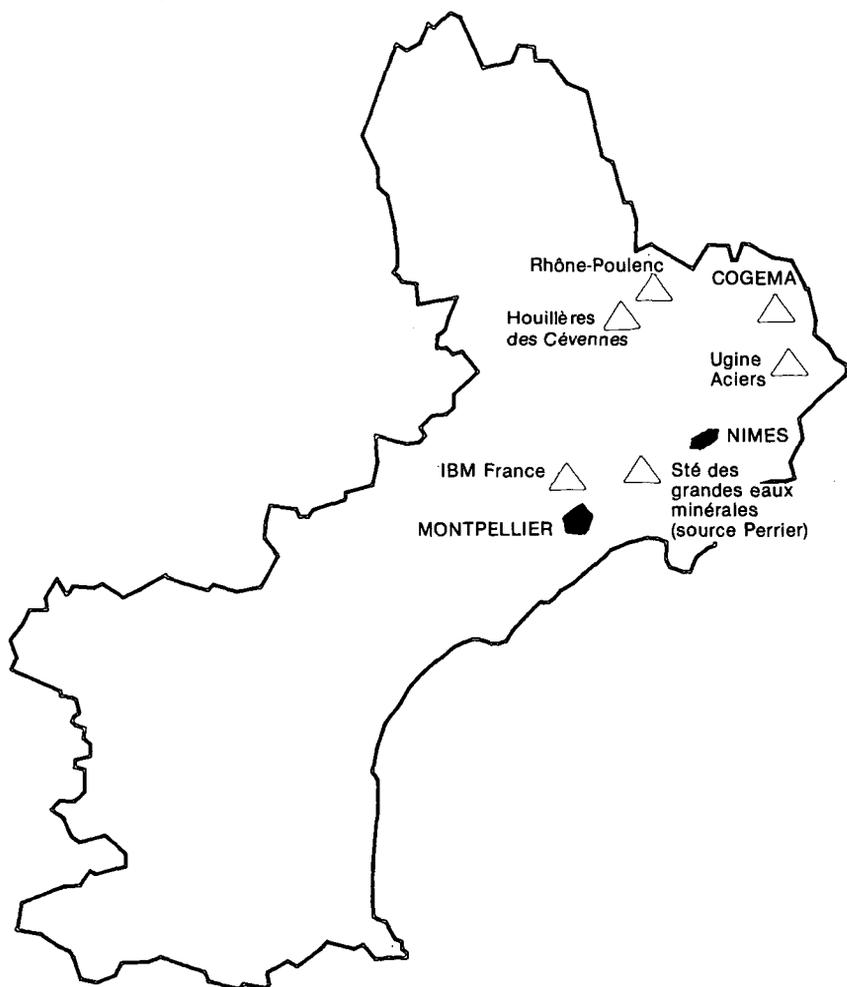 Rhône-Poulenc
COGEMA
Houillères
des Cévennes
Ugine
Aciers
NIMES
IBM France
Sté des
grandes eaux
minérales
(source Perrier)
MONTPELLIER